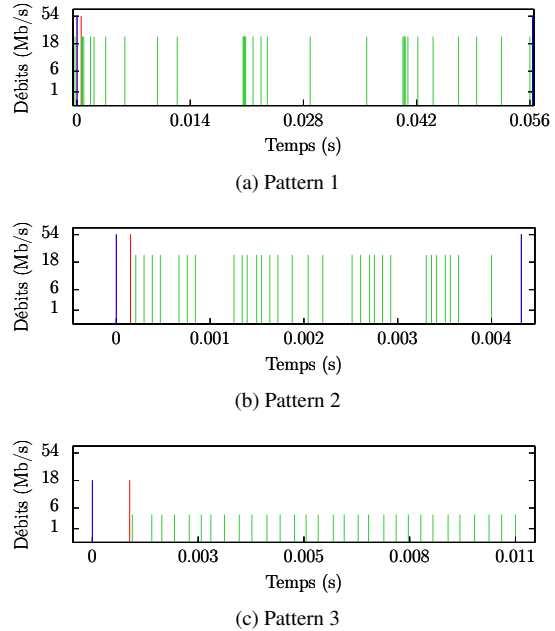 Débits (Mb/s)
54
18
6
1
0 0.014 0.028 0.042 0.056
Temps (s)
(a) Pattern 1
Débits (Mb/s)
54
18
6
1
0 0.001 0.002 0.003 0.004
Temps (s)
(b) Pattern 2
Débits (Mb/s)
54
18
6
1
0 0.003 0.005 0.008 0.011
Temps (s)
(c) Pattern 3